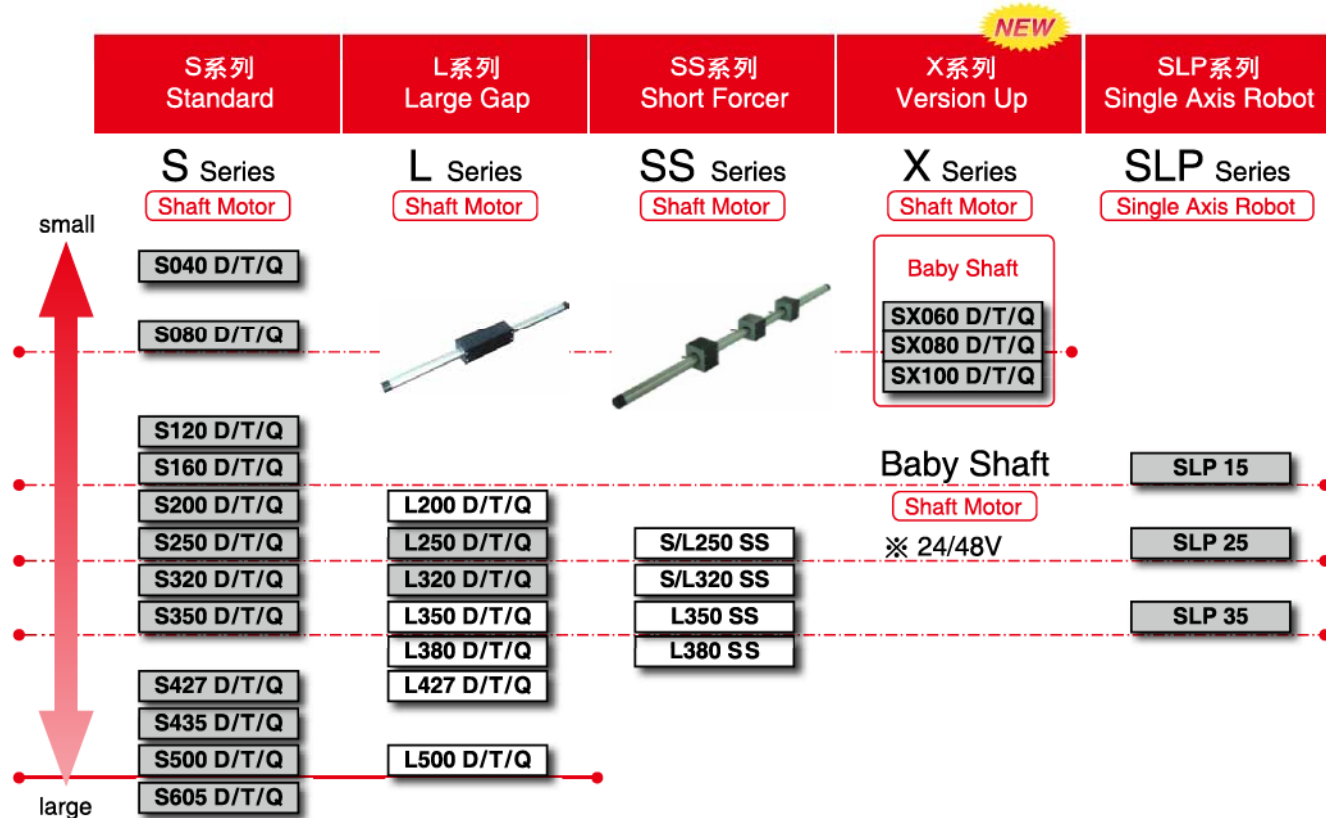 NEW
S系列
Standard
L系列
Large Gap
SS系列
Short Forcer
X系列
Version Up
SLP系列
Single Axis Robot
S Series
Shaft Motor
L Series
Shaft Motor
SS Series
Shaft Motor
X Series
Shaft Motor
SLP Series
Single Axis Robot
small
large
S040 D/T/Q
S080 D/T/Q
S120 D/T/Q
S160 D/T/Q
S200 D/T/Q
S250 D/T/Q
S320 D/T/Q
S350 D/T/Q
S427 D/T/Q
S435 D/T/Q
S500 D/T/Q
S605 D/T/Q
L200 D/T/Q
L250 D/T/Q
L320 D/T/Q
L350 D/T/Q
L380 D/T/Q
L427 D/T/Q
L500 D/T/Q
S/L250 SS
S/L320 SS
L350 SS
L380 SS
Baby Shaft
SX060 D/T/Q
SX080 D/T/Q
SX100 D/T/Q
Baby Shaft
Shaft Motor
※ 24/48V
SLP 15
SLP 25
SLP 35